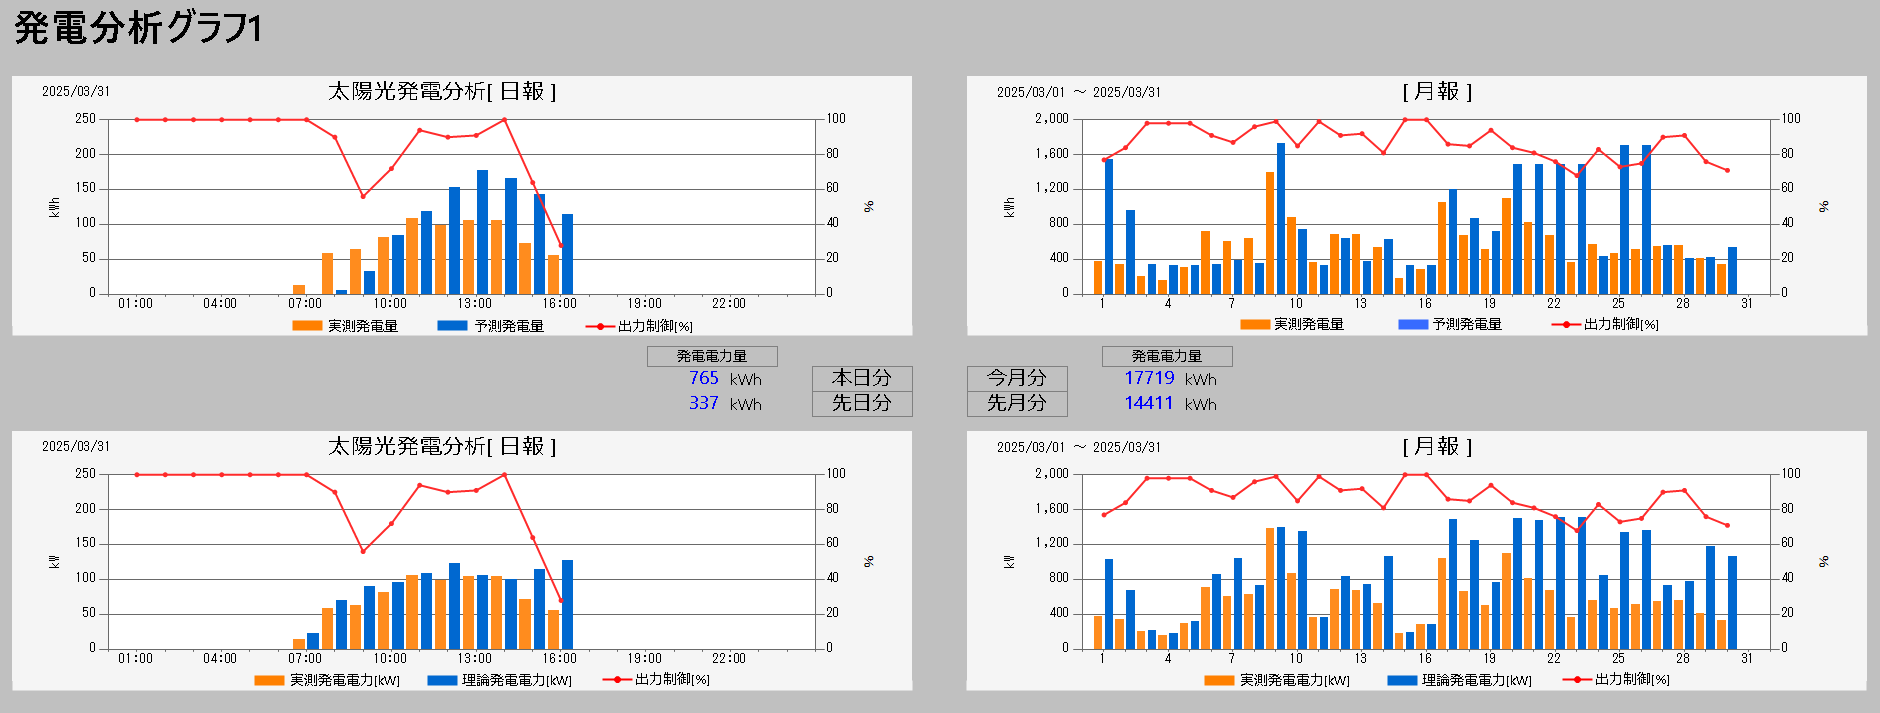 発電分析グラフ1
2025/03/31
太陽光発電分析[ 日報 ]
250
200
150
100
50
0
kWh
100
80
60
40
20
0
%
01:00 04:00 07:00 10:00 13:00 16:00 19:00 22:00
実測発電量 予測発電量 出力制御[%]
2025/03/01 ～ 2025/03/31
[ 月報 ]
2,000
1,600
1,200
800
400
0
kWh
100
80
60
40
20
0
%
1 4 7 10 13 16 19 22 25 28 31
実測発電量 予測発電量 出力制御[%]
発電電力量
765 kWh 本日分
337 kWh 先日分
発電電力量
今月分 17719 kWh
先月分 14411 kWh
2025/03/31
太陽光発電分析[ 日報 ]
250
200
150
100
50
0
kW
100
80
60
40
20
0
%
01:00 04:00 07:00 10:00 13:00 16:00 19:00 22:00
実測発電電力[kW] 理論発電電力[kW] 出力制御[%]
2025/03/01 ～ 2025/03/31
[ 月報 ]
2,000
1,600
1,200
800
400
0
kW
100
80
60
40
20
0
%
1 4 7 10 13 16 19 22 25 28 31
実測発電電力[kW] 理論発電電力[kW] 出力制御[%]